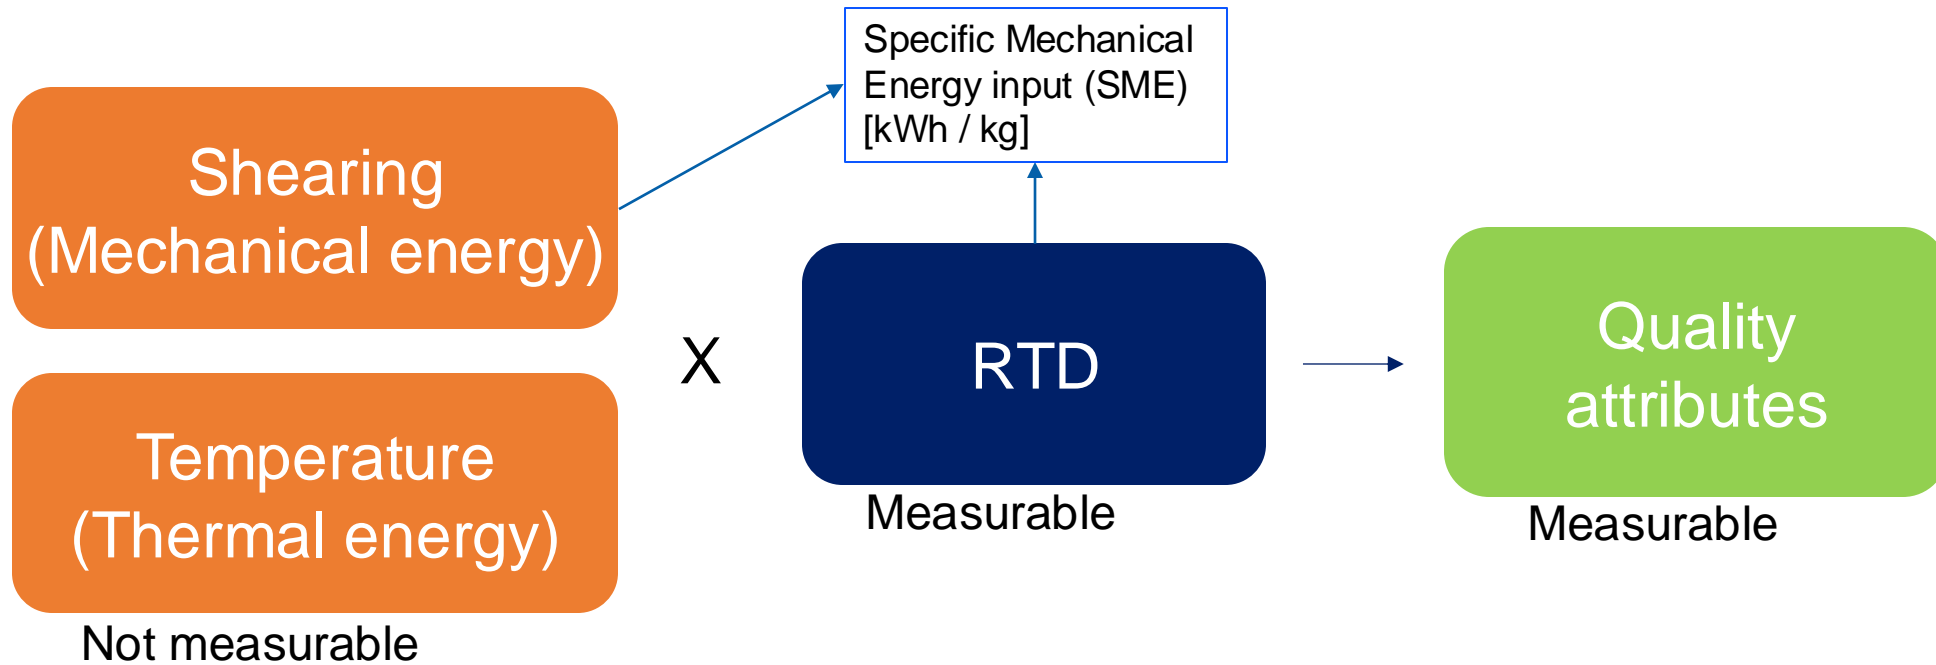 Specific Mechanical
Energy input (SME)
[kWh / kg]
Shearing
(Mechanical energy)
Temperature
(Thermal energy)
Not measurable
X
RTD
Measurable
Quality
attributes
Measurable